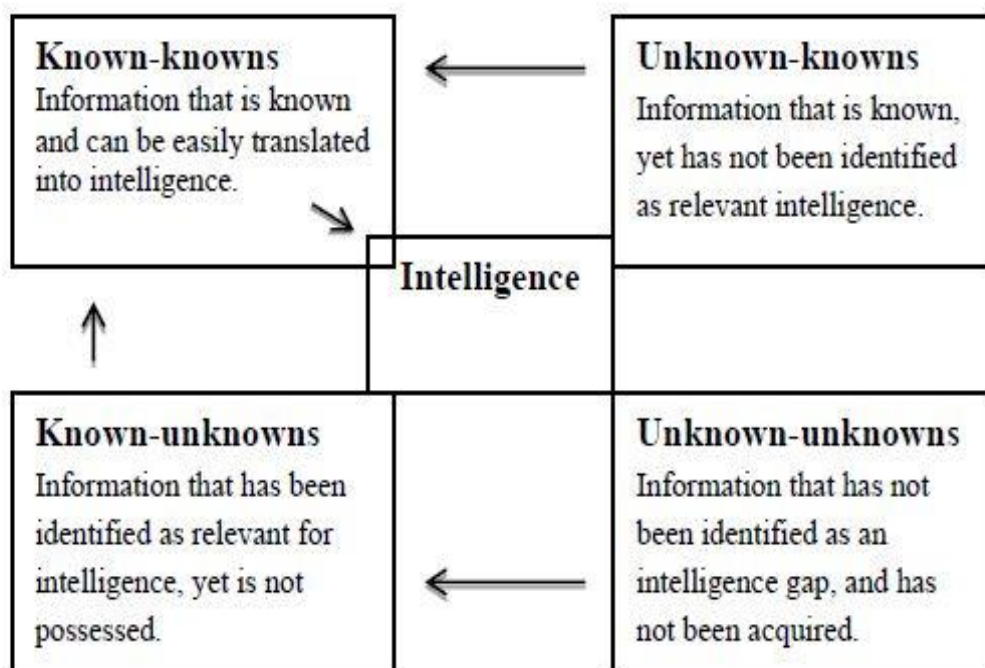 Known-knowns
Information that is known
and can be easily translated
into intelligence.
Unknown-knowns
Information that is known,
yet has not been identified
as relevant intelligence.
Intelligence
Known-unknowns
Information that has been
identified as relevant for
intelligence, yet is not
possessed.
Unknown-unknowns
Information that has not
been identified as an
intelligence gap, and has
not been acquired.